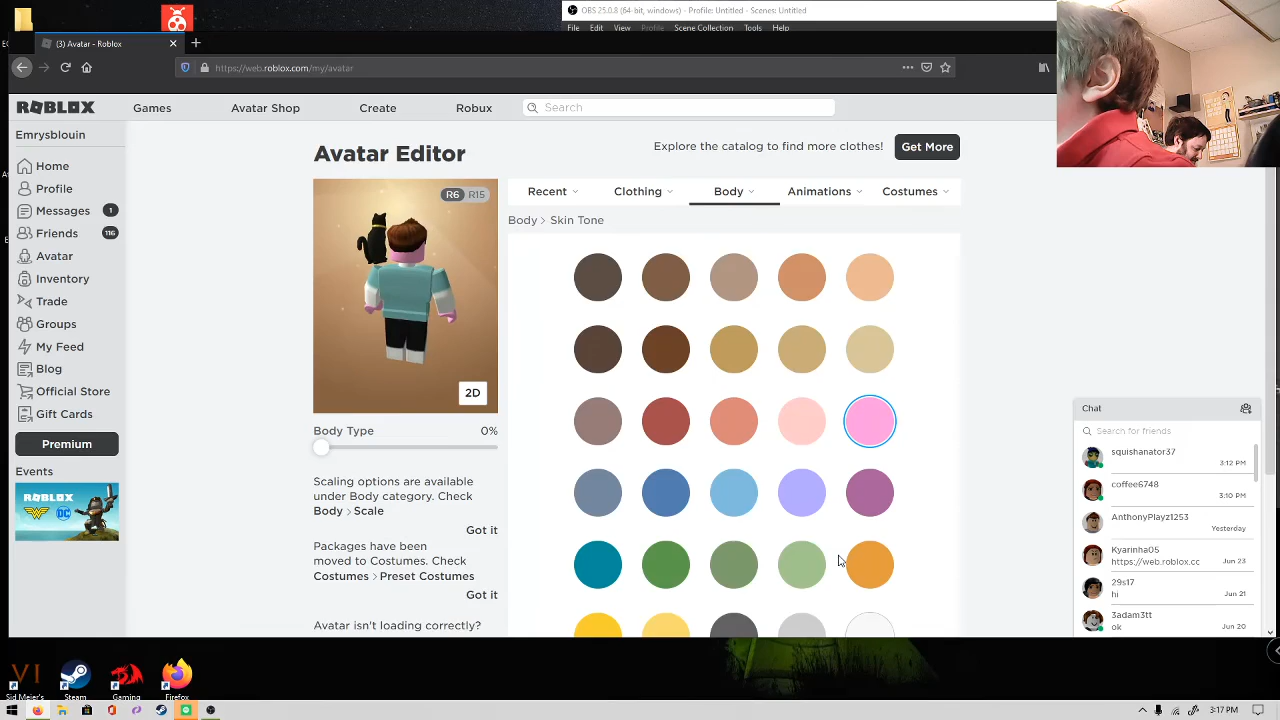 OBS 25.0.8 (64-bit, windows) - Profile: Untitled - Scenes: Untitled
File Edit View Profile Scene Collection Tools Help
(3) Avatar - Roblox
https://web.roblox.com/my/avatar
ROBLOX Games Avatar Shop Create Robux Search
Emrysblouin
Home
Profile
Messages 1
Friends 116
Avatar
Inventory
Trade
Groups
My Feed
Blog
Official Store
Gift Cards
Premium
Events
ROBLOX
DC
Avatar Editor
Explore the catalog to find more clothes! Get More
R6 R15
2D
Body Type 0%
Scaling options are available
under Body category. Check
Body > Scale
Got it
Packages have been
moved to Costumes. Check
Costumes > Preset Costumes
Got it
Avatar isn't loading correctly?
Recent Clothing Body Animations Costumes
Body > Skin Tone
Chat
Search for friends
squishanator37
3:12 PM
coffee6748
3:10 PM
AnthonyPlayz1253
Yesterday
Kyarinha05
https://web.roblox.cc Jun 23
29s17
hi Jun 21
3adam3tt
ok Jun 20
VI
Sid Meier's Steam Gaming Firefox
3:17 PM